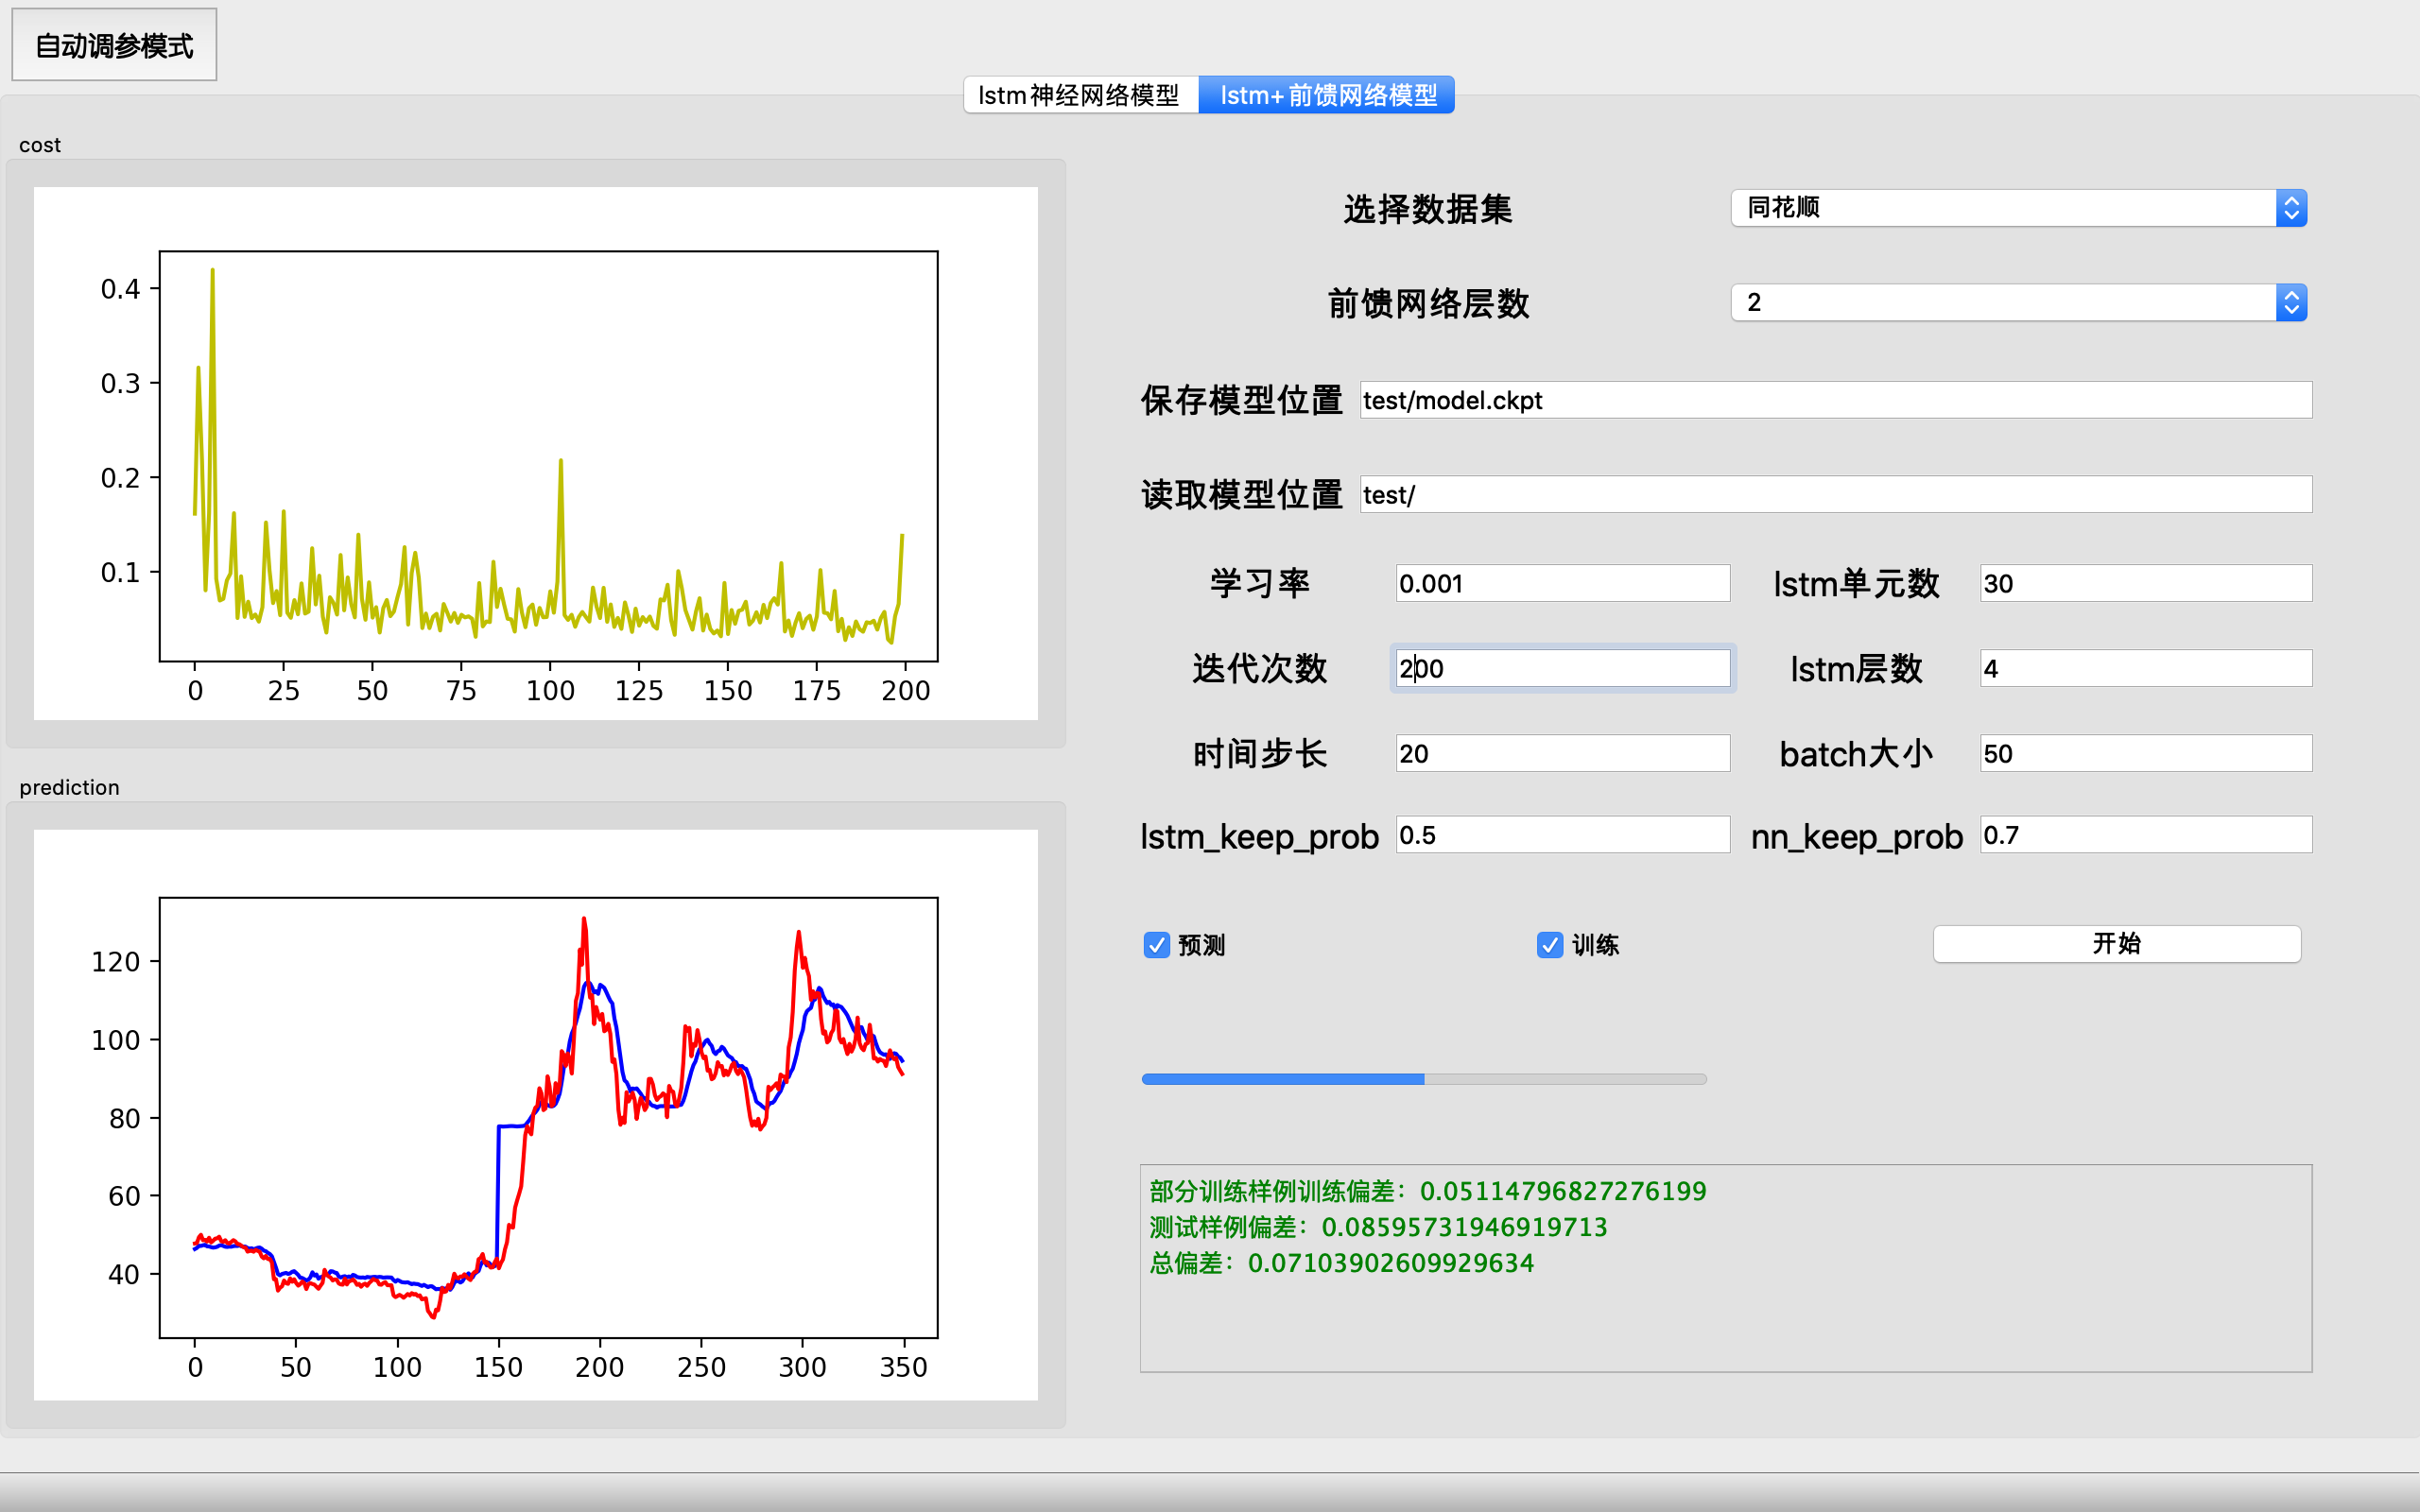 自动调参模式
lstm神经网络模型
lstm+前馈网络模型
cost
0.4
0.3
0.2
0.1
0 25 50 75 100 125 150 175 200
prediction
120
100
80
60
40
0 50 100 150 200 250 300 350
选择数据集 同花顺
前馈网络层数 2
保存模型位置 test/model.ckpt
读取模型位置 test/
学习率 0.001 lstm单元数 30
迭代次数 200 lstm层数 4
时间步长 20 batch大小 50
lstm_keep_prob 0.5 nn_keep_prob 0.7
预测 训练 开始
部分训练样例训练偏差：0.05114796827276199
测试样例偏差：0.08595731946919713
总偏差：0.07103902609929634